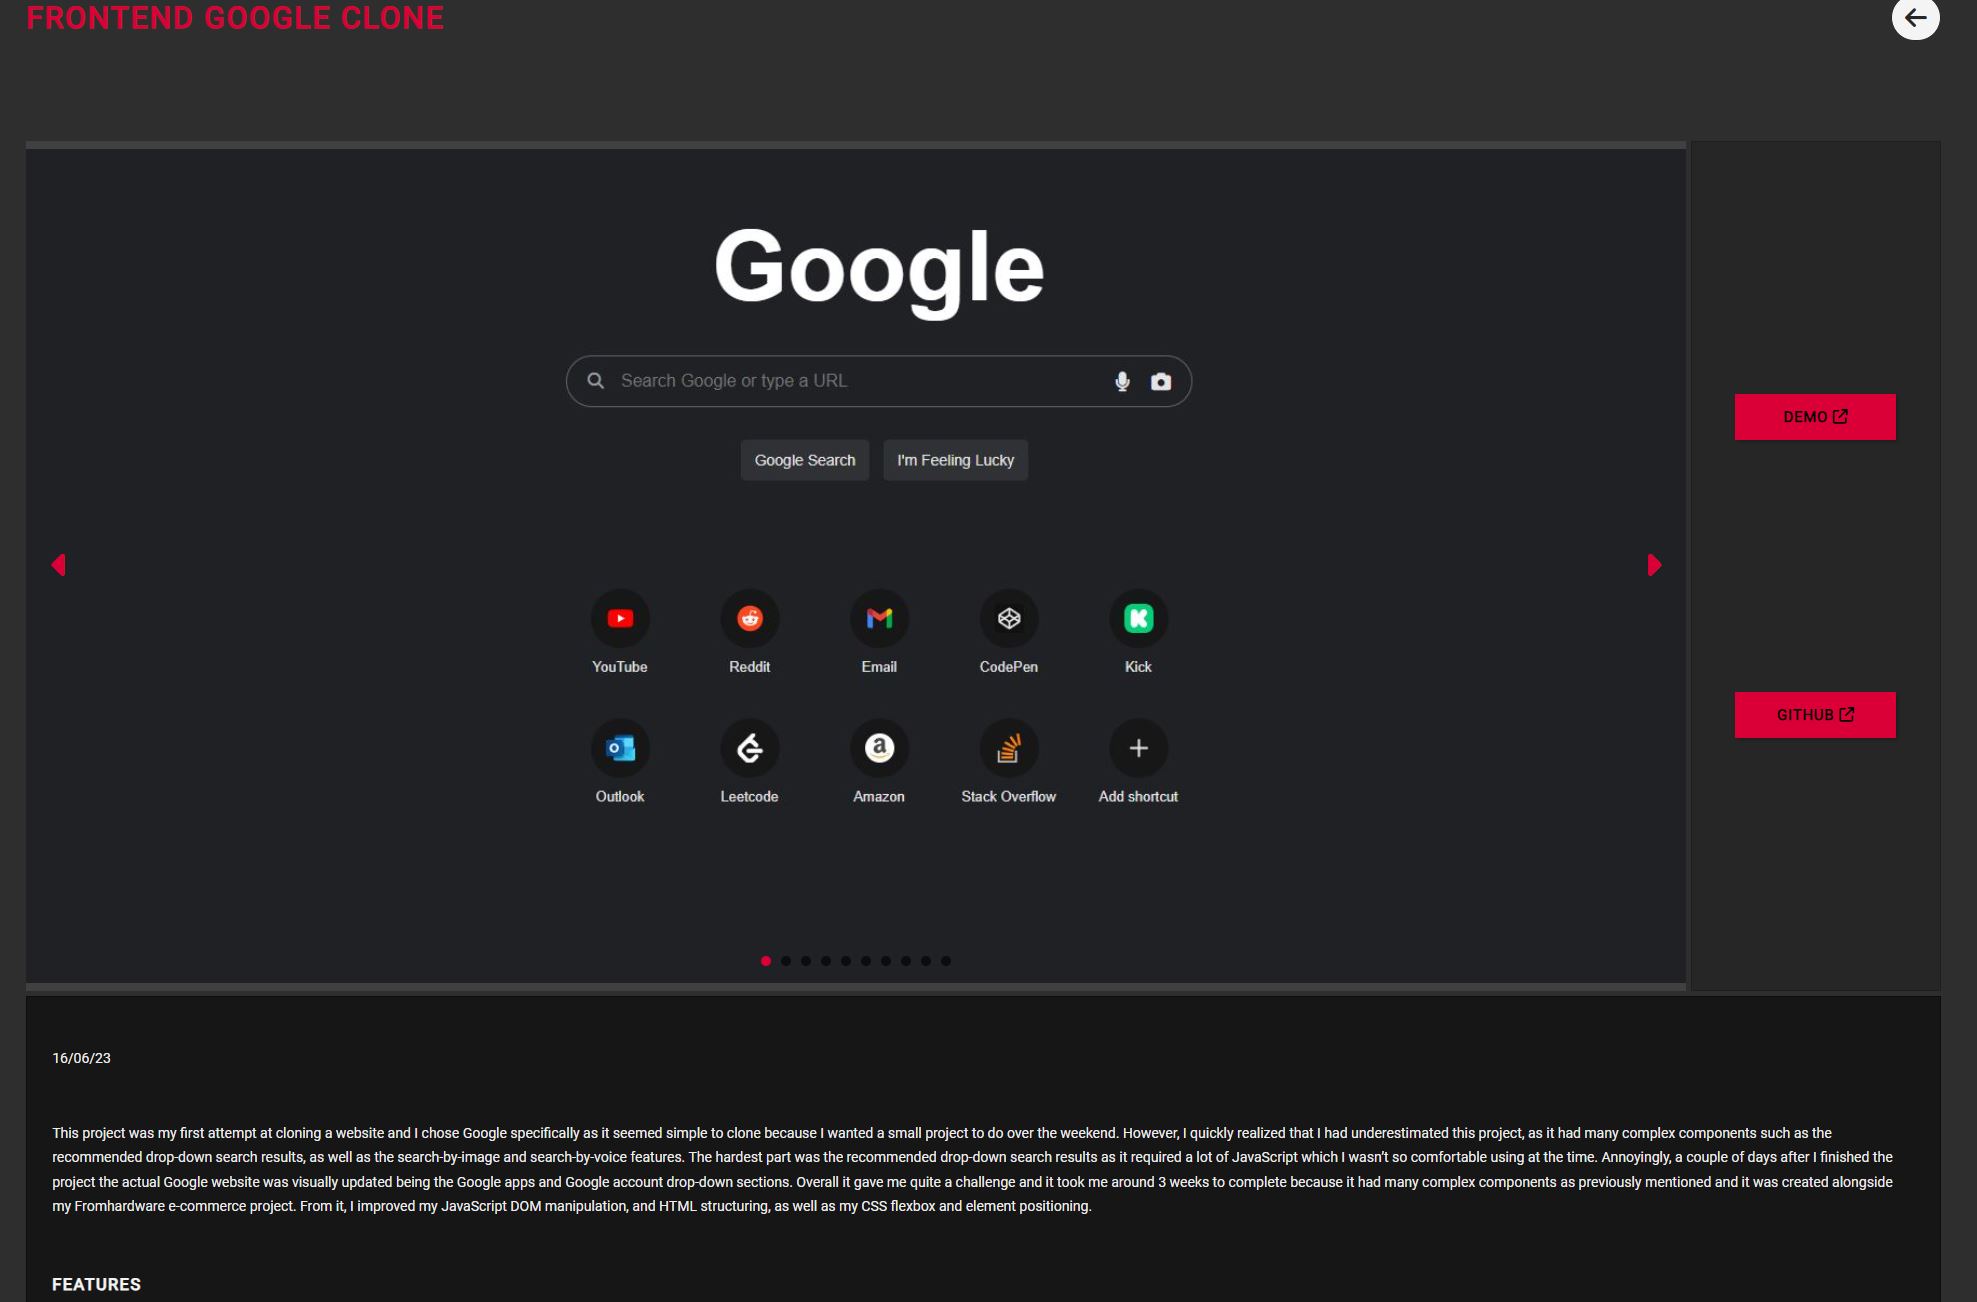 FRONTEND GOOGLE CLONE
Google
Search Google or type a URL
Google Search I'm Feeling Lucky
DEMO
YouTube Reddit Email CodePen Kick
GITHUB
Outlook Leetcode Amazon Stack Overflow Add shortcut
16/06/23
This project was my first attempt at cloning a website and I chose Google specifically as it seemed simple to clone because I wanted a small project to do over the weekend. However, I quickly realized that I had underestimated this project, as it had many complex components such as the
recommended drop-down search results, as well as the search-by-image and search-by-voice features. The hardest part was the recommended drop-down search results as it required a lot of JavaScript which I wasn't so comfortable using at the time. Annoyingly, a couple of days after I finished the
project the actual Google website was visually updated being the Google apps and Google account drop-down sections. Overall it gave me quite a challenge and it took me around 3 weeks to complete because it had many complex components as previously mentioned and it was created alongside
my Fromhardware e-commerce project. From it, I improved my JavaScript DOM manipulation, and HTML structuring, as well as my CSS flexbox and element positioning.
FEATURES